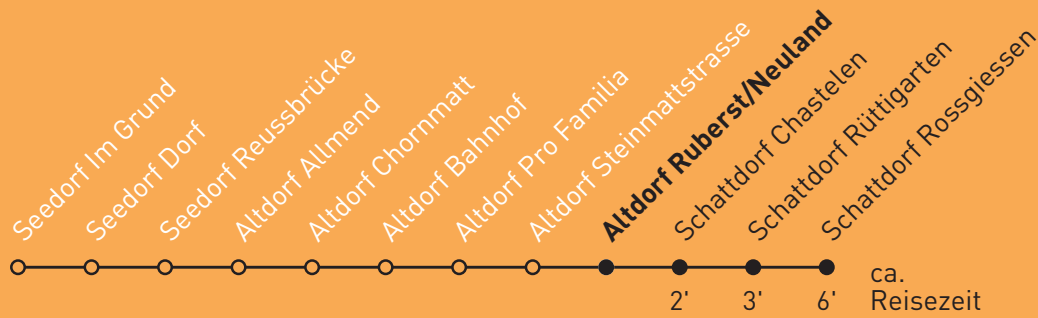 Seedorf Im Grund
Seedorf Dorf
Seedorf Reussbrücke
Altdorf Allmend
Altdorf Chornmatt
Altdorf Bahnhof
Altdorf Pro Familia
Altdorf Steinmattstrasse
Altdorf Ruberst/Neuland
Schattdorf Chastelen
Schattdorf Rüttigarten
Schattdorf Rossgiessen
2' 3' 6' ca.
Reisezeit